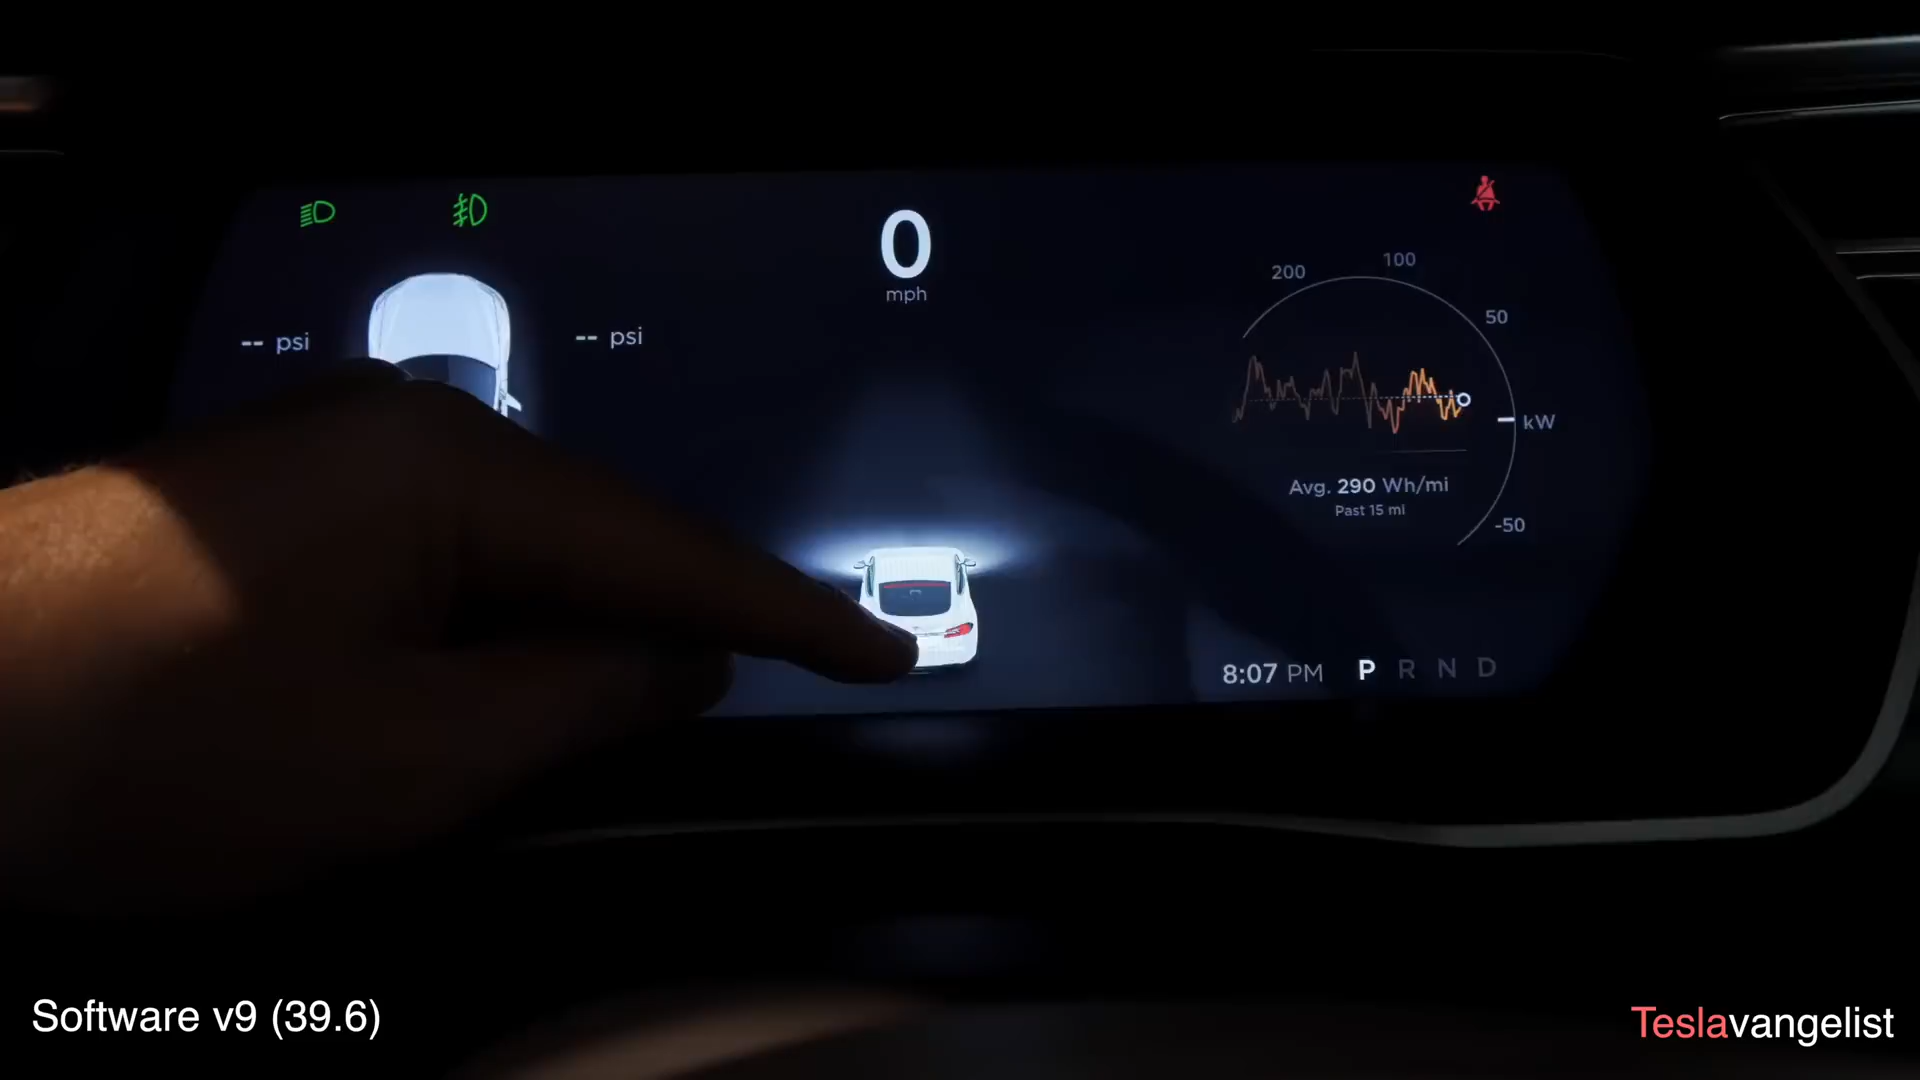 0
mph
-- psi
-- psi
200
100
50
kW
-50
Avg. 290 Wh/mi
Past 15 mi
8:07 PM P R N D
Software v9 (39.6)
Teslavangelist